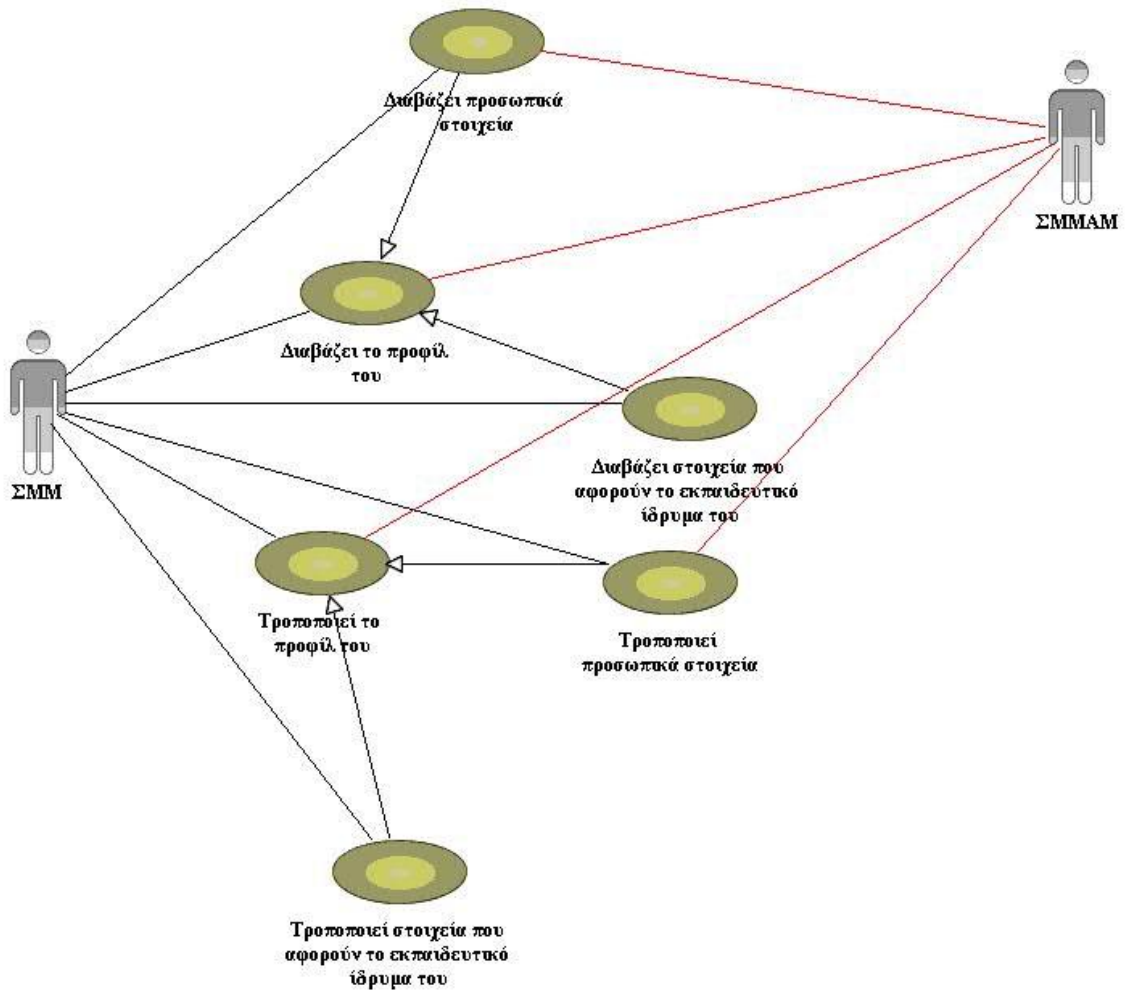 Διαβάζει προσωπικά
στοιχεία
ΣΜΜΑΜ
Διαβάζει το προφίλ
του
ΣΜΜ
Διαβάζει στοιχεία που
αφορούν το εκπαιδευτικό
ίδρυμα του
Τροποποιεί το
προφίλ του
Τροποποιεί
προσωπικά στοιχεία
Τροποποιεί στοιχεία που
αφορούν το εκπαιδευτικό
ίδρυμα του